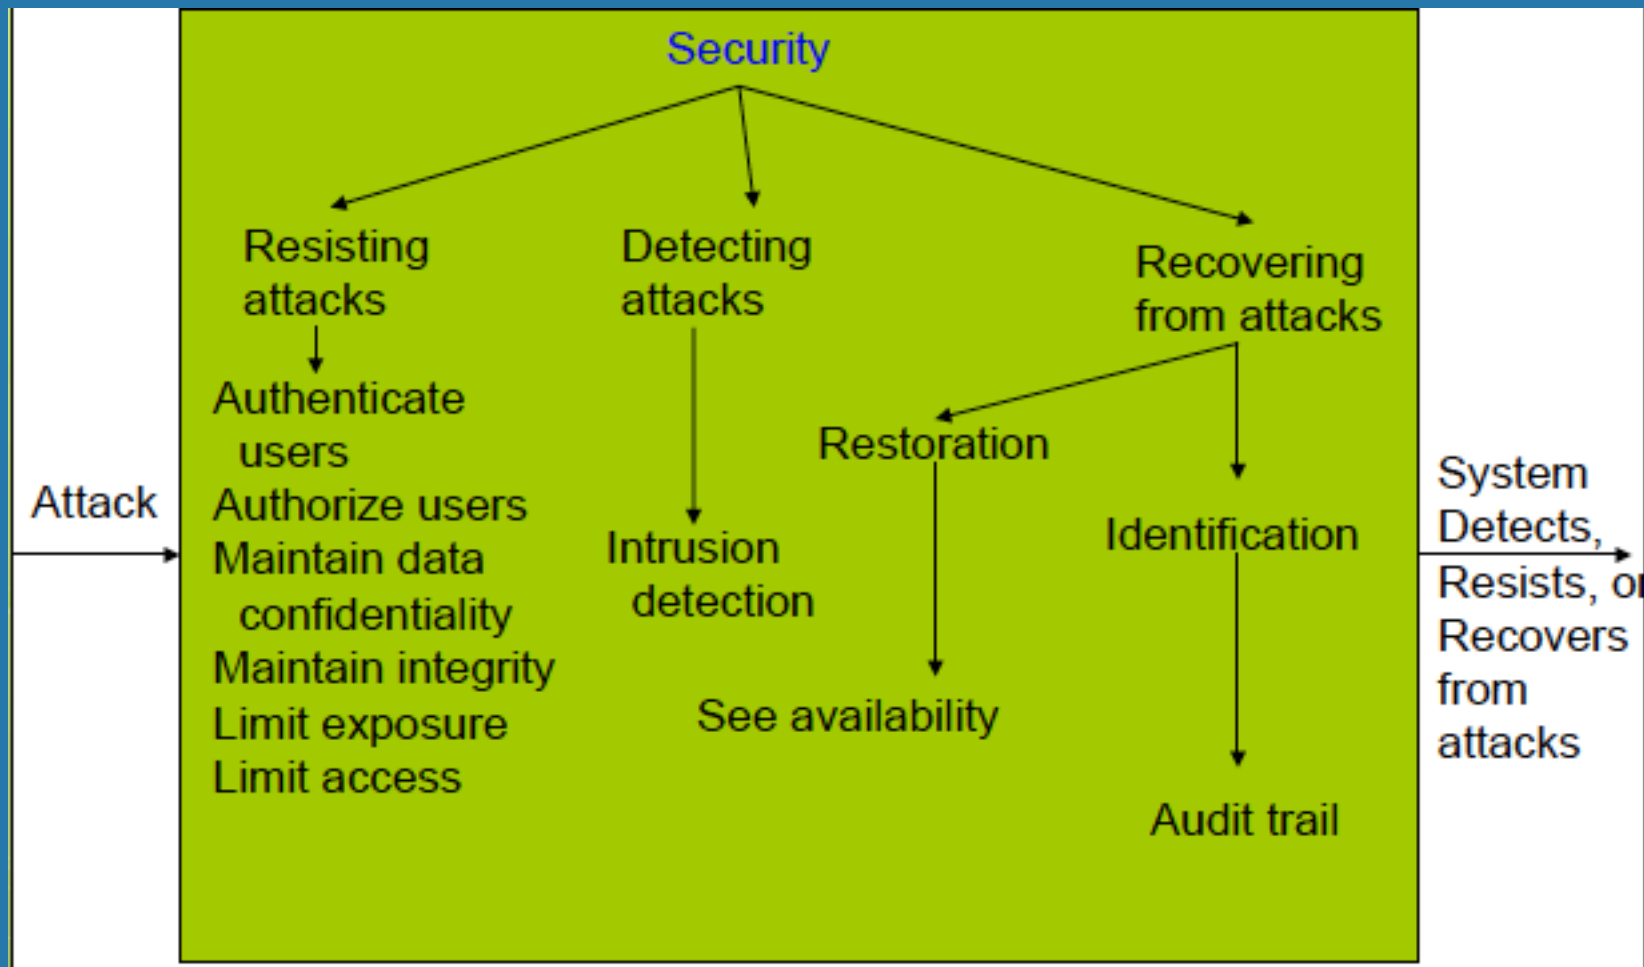 Security
Resisting
attacks
Detecting
attacks
Recovering
from attacks
Authenticate
users
Authorize users
Maintain data
confidentiality
Maintain integrity
Limit exposure
Limit access
Intrusion
detection
Restoration
See availability
Identification
Audit trail
Attack
System
Detects,
Resists, or
Recovers
from
attacks